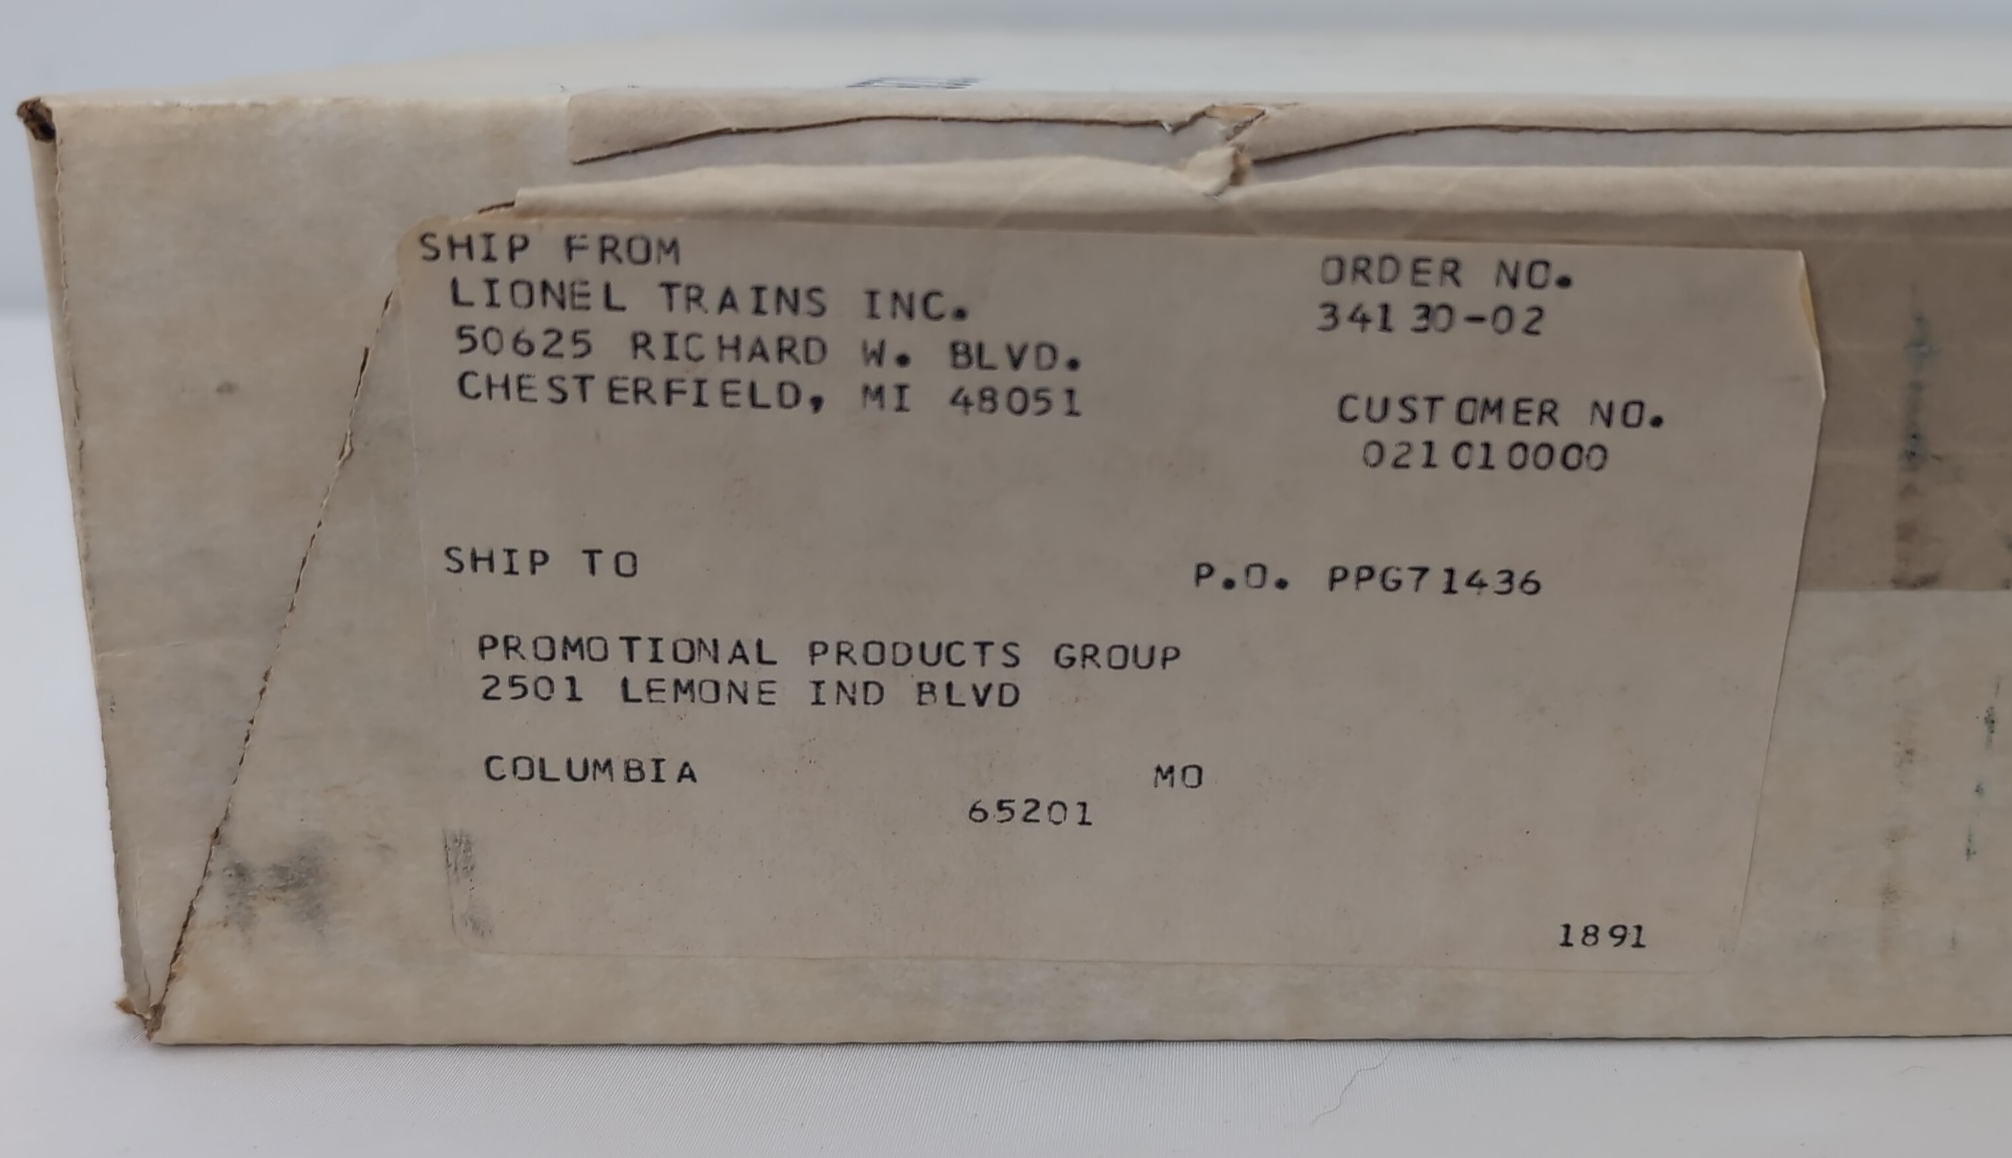 SHIP FROM
LIONEL TRAINS INC.
50625 RICHARD W. BLVD.
CHESTERFIELD, MI 48051
ORDER NO.
34130-02
CUSTOMER NO.
021010000
SHIP TO
P.O. PPG71436
PROMOTIONAL PRODUCTS GROUP
2501 LEMONE IND BLVD
COLUMBIA MO
65201
1891